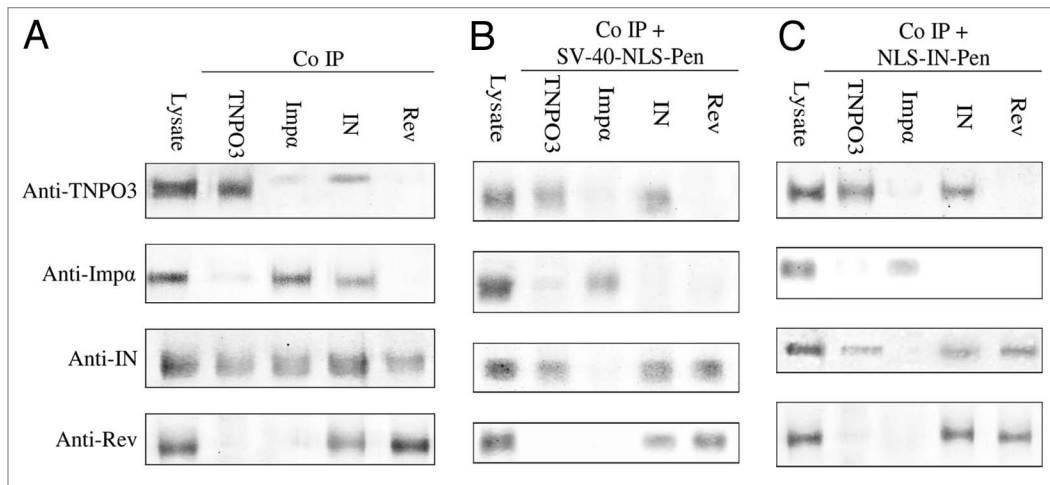 A
Co IP
Lysate
TNPO3
Impα
IN
Rev
B
Co IP +
SV-40-NLS-Pen
Lysate
TNPO3
Impα
IN
Rev
C
Co IP +
NLS-IN-Pen
Lysate
TNPO3
Impα
IN
Rev
Anti-TNPO3
Anti-Impα
Anti-IN
Anti-Rev